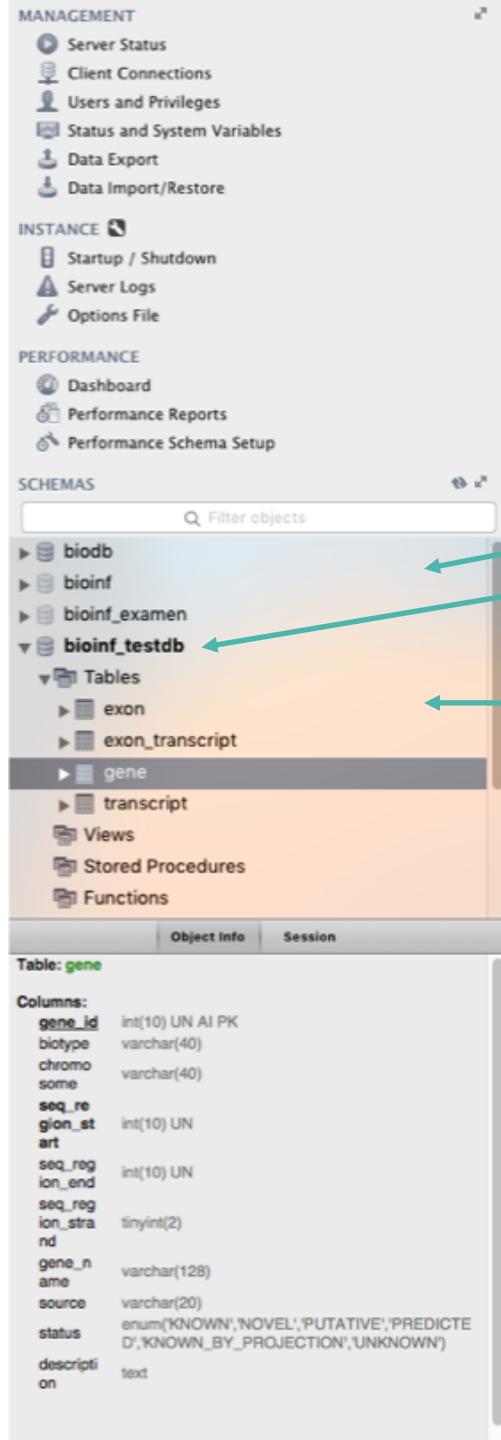 MANAGEMENT
Server Status
Client Connections
Users and Privileges
Status and System Variables
Data Export
Data Import/Restore
INSTANCE
Startup / Shutdown
Server Logs
Options File
PERFORMANCE
Dashboard
Performance Reports
Performance Schema Setup
SCHEMAS
Filter objects
biodb
bioinf
bioinf_examen
bioinf_testdb
Tables
exon
exon_transcript
gene
transcript
Views
Stored Procedures
Functions
Object Info Session
Table: gene
Columns:
gene_id int(10) UN AI PK
biotype varchar(40)
chromo
some varchar(40)
seq_re
gion_st int(10) UN
art
seq_reg
ion_end int(10) UN
seq_reg
ion_stra tinyint(2)
nd
gene_n
ame varchar(128)
source varchar(20)
status enum('KNOWN','NOVEL','PUTATIVE','PREDICTE
D','KNOWN_BY_PROJECTION','UNKNOWN')
descripti
on text